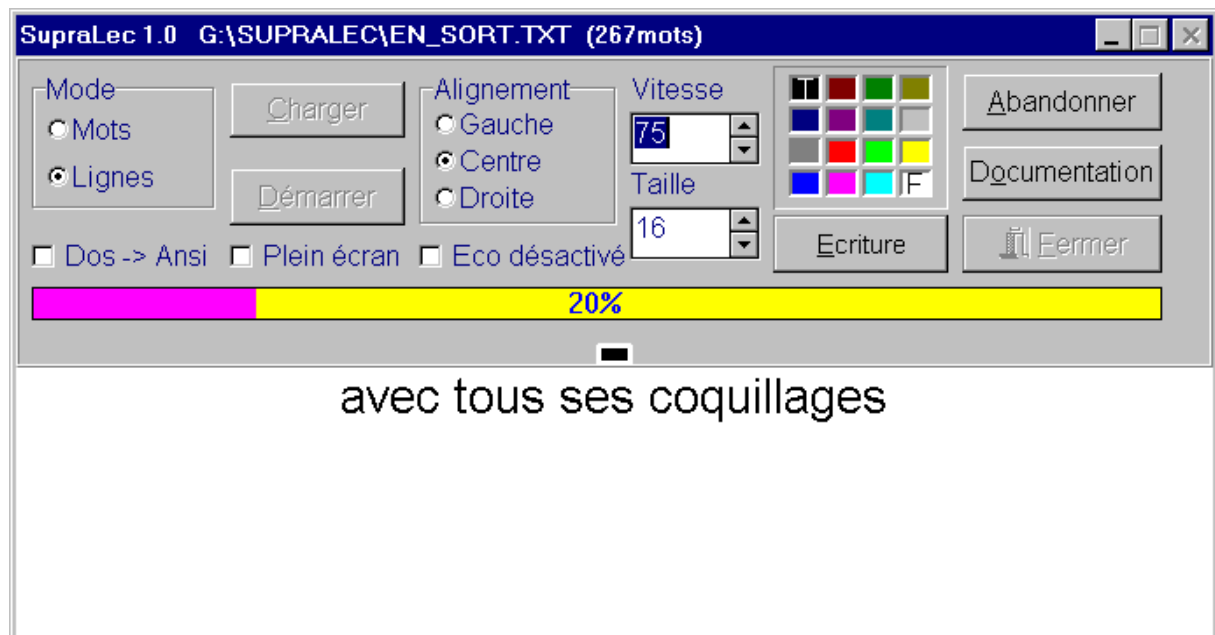 SupraLec 1.0 G:\SUPRALEC\EN_SORT.TXT (267mots)
Mode
Mots
Lignes
Charger
Démarrer
Alignement
Gauche
Centre
Droite
Vitesse
75
Taille
16
T
F
Ecriture
Abandonner
Documentation
Fermer
Dos -> Ansi
Plein écran
Eco désactivé
20%
avec tous ses coquillages